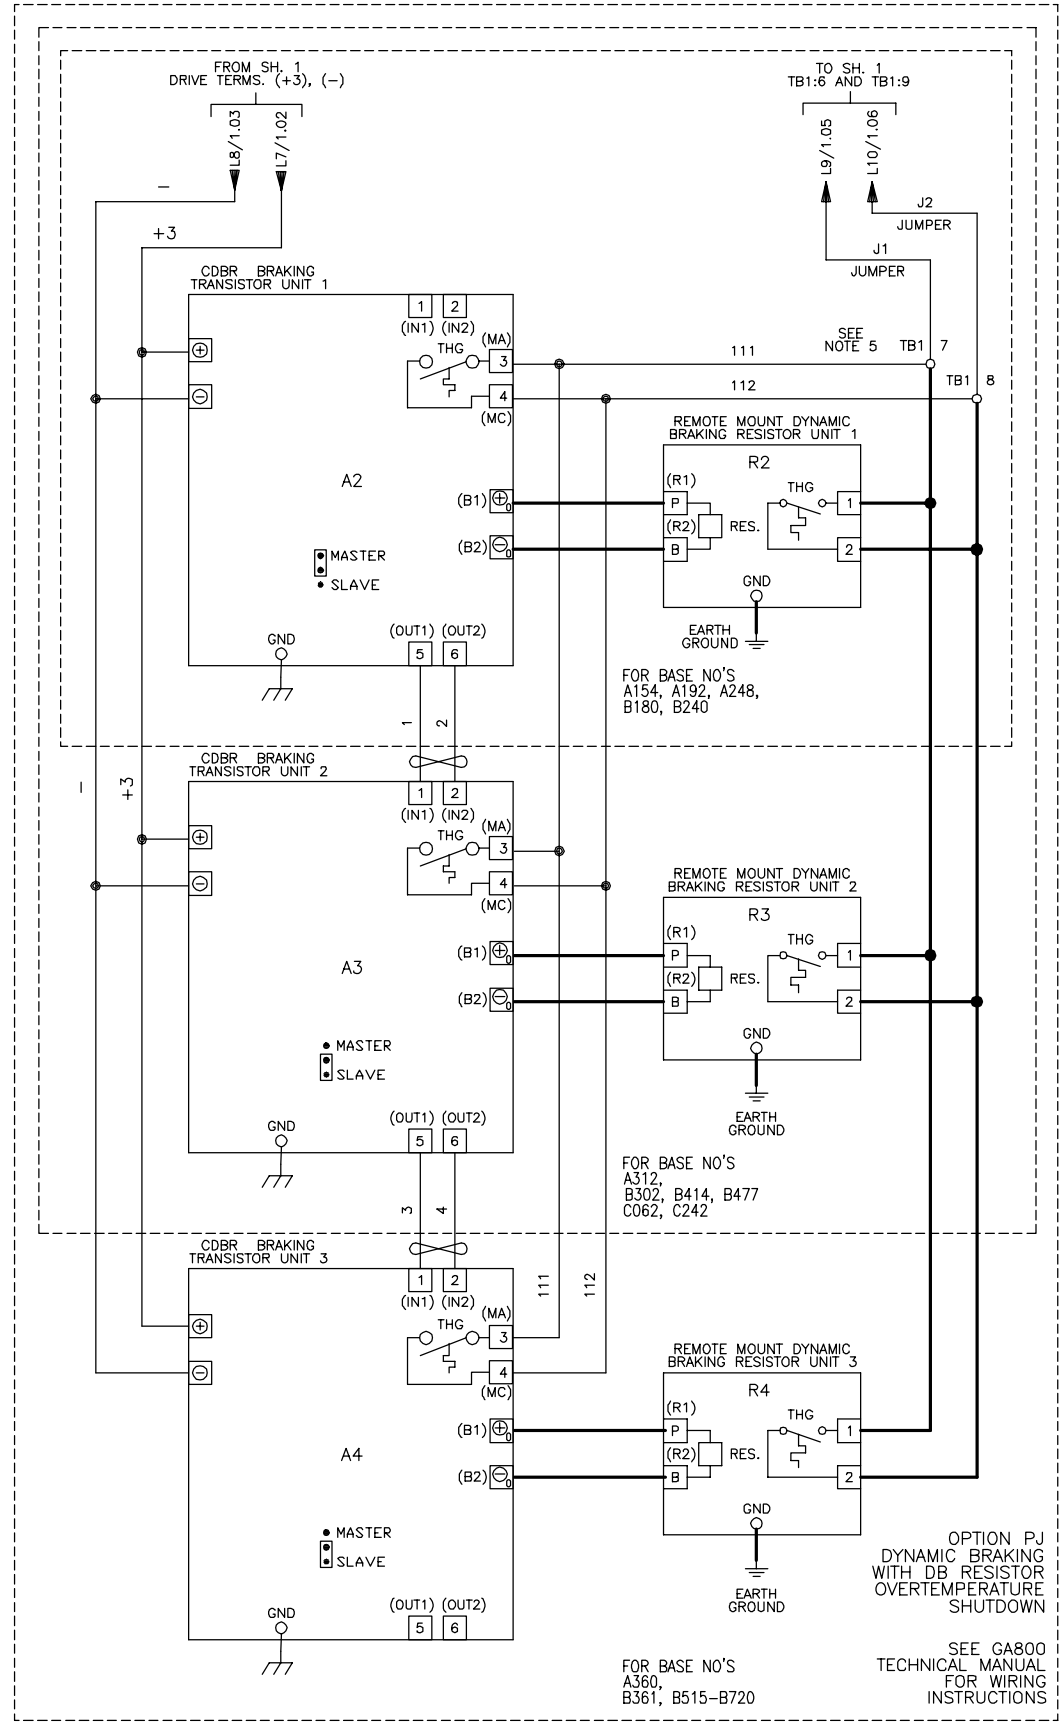 FROM SH. 1
DRIVE TERMS. (+3), (−)
L8/1.03
L7/1.02
−
+3
TO SH. 1
TB1:6 AND TB1:9
L9/1.05
L10/1.06
J2
JUMPER
J1
JUMPER
CDBR BRAKING
TRANSISTOR UNIT 1
1 2
(IN1) (IN2)
THG
(MA)
3
4
(MC)
111
112
SEE
NOTE 5
TB1 7
TB1 8
+
−
A2
(B1) + 0
(B2) − 0
MASTER
SLAVE
GND
(OUT1) (OUT2)
5 6
REMOTE MOUNT DYNAMIC
BRAKING RESISTOR UNIT 1
R2
(R1)
P
(R2)
B
RES.
THG
1
2
GND
EARTH
GROUND
FOR BASE NO'S
A154, A192, A248,
B180, B240
1
2
−
+3
CDBR BRAKING
TRANSISTOR UNIT 2
1 2
(IN1) (IN2)
THG
(MA)
3
4
(MC)
+
−
A3
(B1) + 0
(B2) − 0
MASTER
SLAVE
GND
(OUT1) (OUT2)
5 6
REMOTE MOUNT DYNAMIC
BRAKING RESISTOR UNIT 2
R3
(R1)
P
(R2)
B
RES.
THG
1
2
GND
EARTH
GROUND
FOR BASE NO'S
A312,
B302, B414, B477
C062, C242
3
4
CDBR BRAKING
TRANSISTOR UNIT 3
1 2
(IN1) (IN2)
THG
(MA)
3
4
(MC)
111
112
+
−
A4
(B1) + 0
(B2) − 0
MASTER
SLAVE
GND
(OUT1) (OUT2)
5 6
REMOTE MOUNT DYNAMIC
BRAKING RESISTOR UNIT 3
R4
(R1)
P
(R2)
B
RES.
THG
1
2
GND
EARTH
GROUND
FOR BASE NO'S
A360,
B361, B515−B720
OPTION PJ
DYNAMIC BRAKING
WITH DB RESISTOR
OVERTEMPERATURE
SHUTDOWN
SEE GA800
TECHNICAL MANUAL
FOR WIRING
INSTRUCTIONS